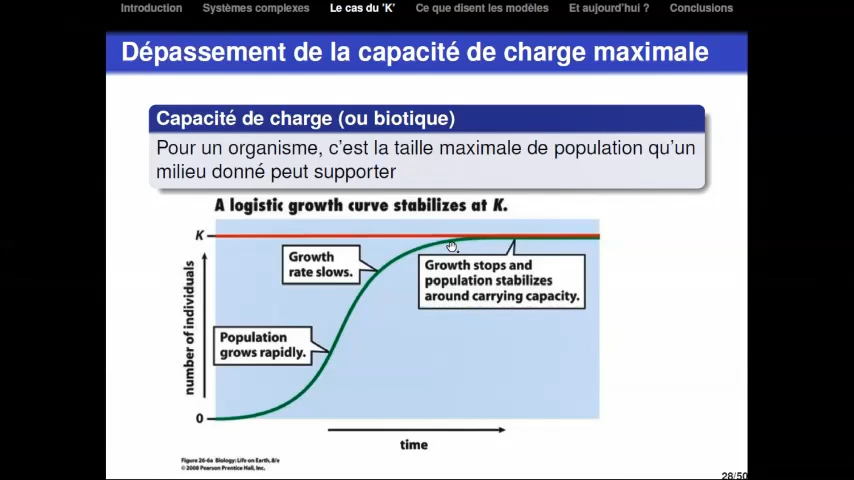 Introduction Systèmes complexes Le cas du 'K' Ce que disent les modèles Et aujourd'hui ? Conclusions
Dépassement de la capacité de charge maximale
Capacité de charge (ou biotique)
Pour un organisme, c'est la taille maximale de population qu'un
milieu donné peut supporter
A logistic growth curve stabilizes at K.
K
Growth
rate slows.
Growth stops and
population stabilizes
around carrying capacity.
Population
grows rapidly.
number of individuals
0
time
Figure 26-6a Biology: Life on Earth, 8/e
© 2008 Pearson Prentice Hall, Inc.
28/50